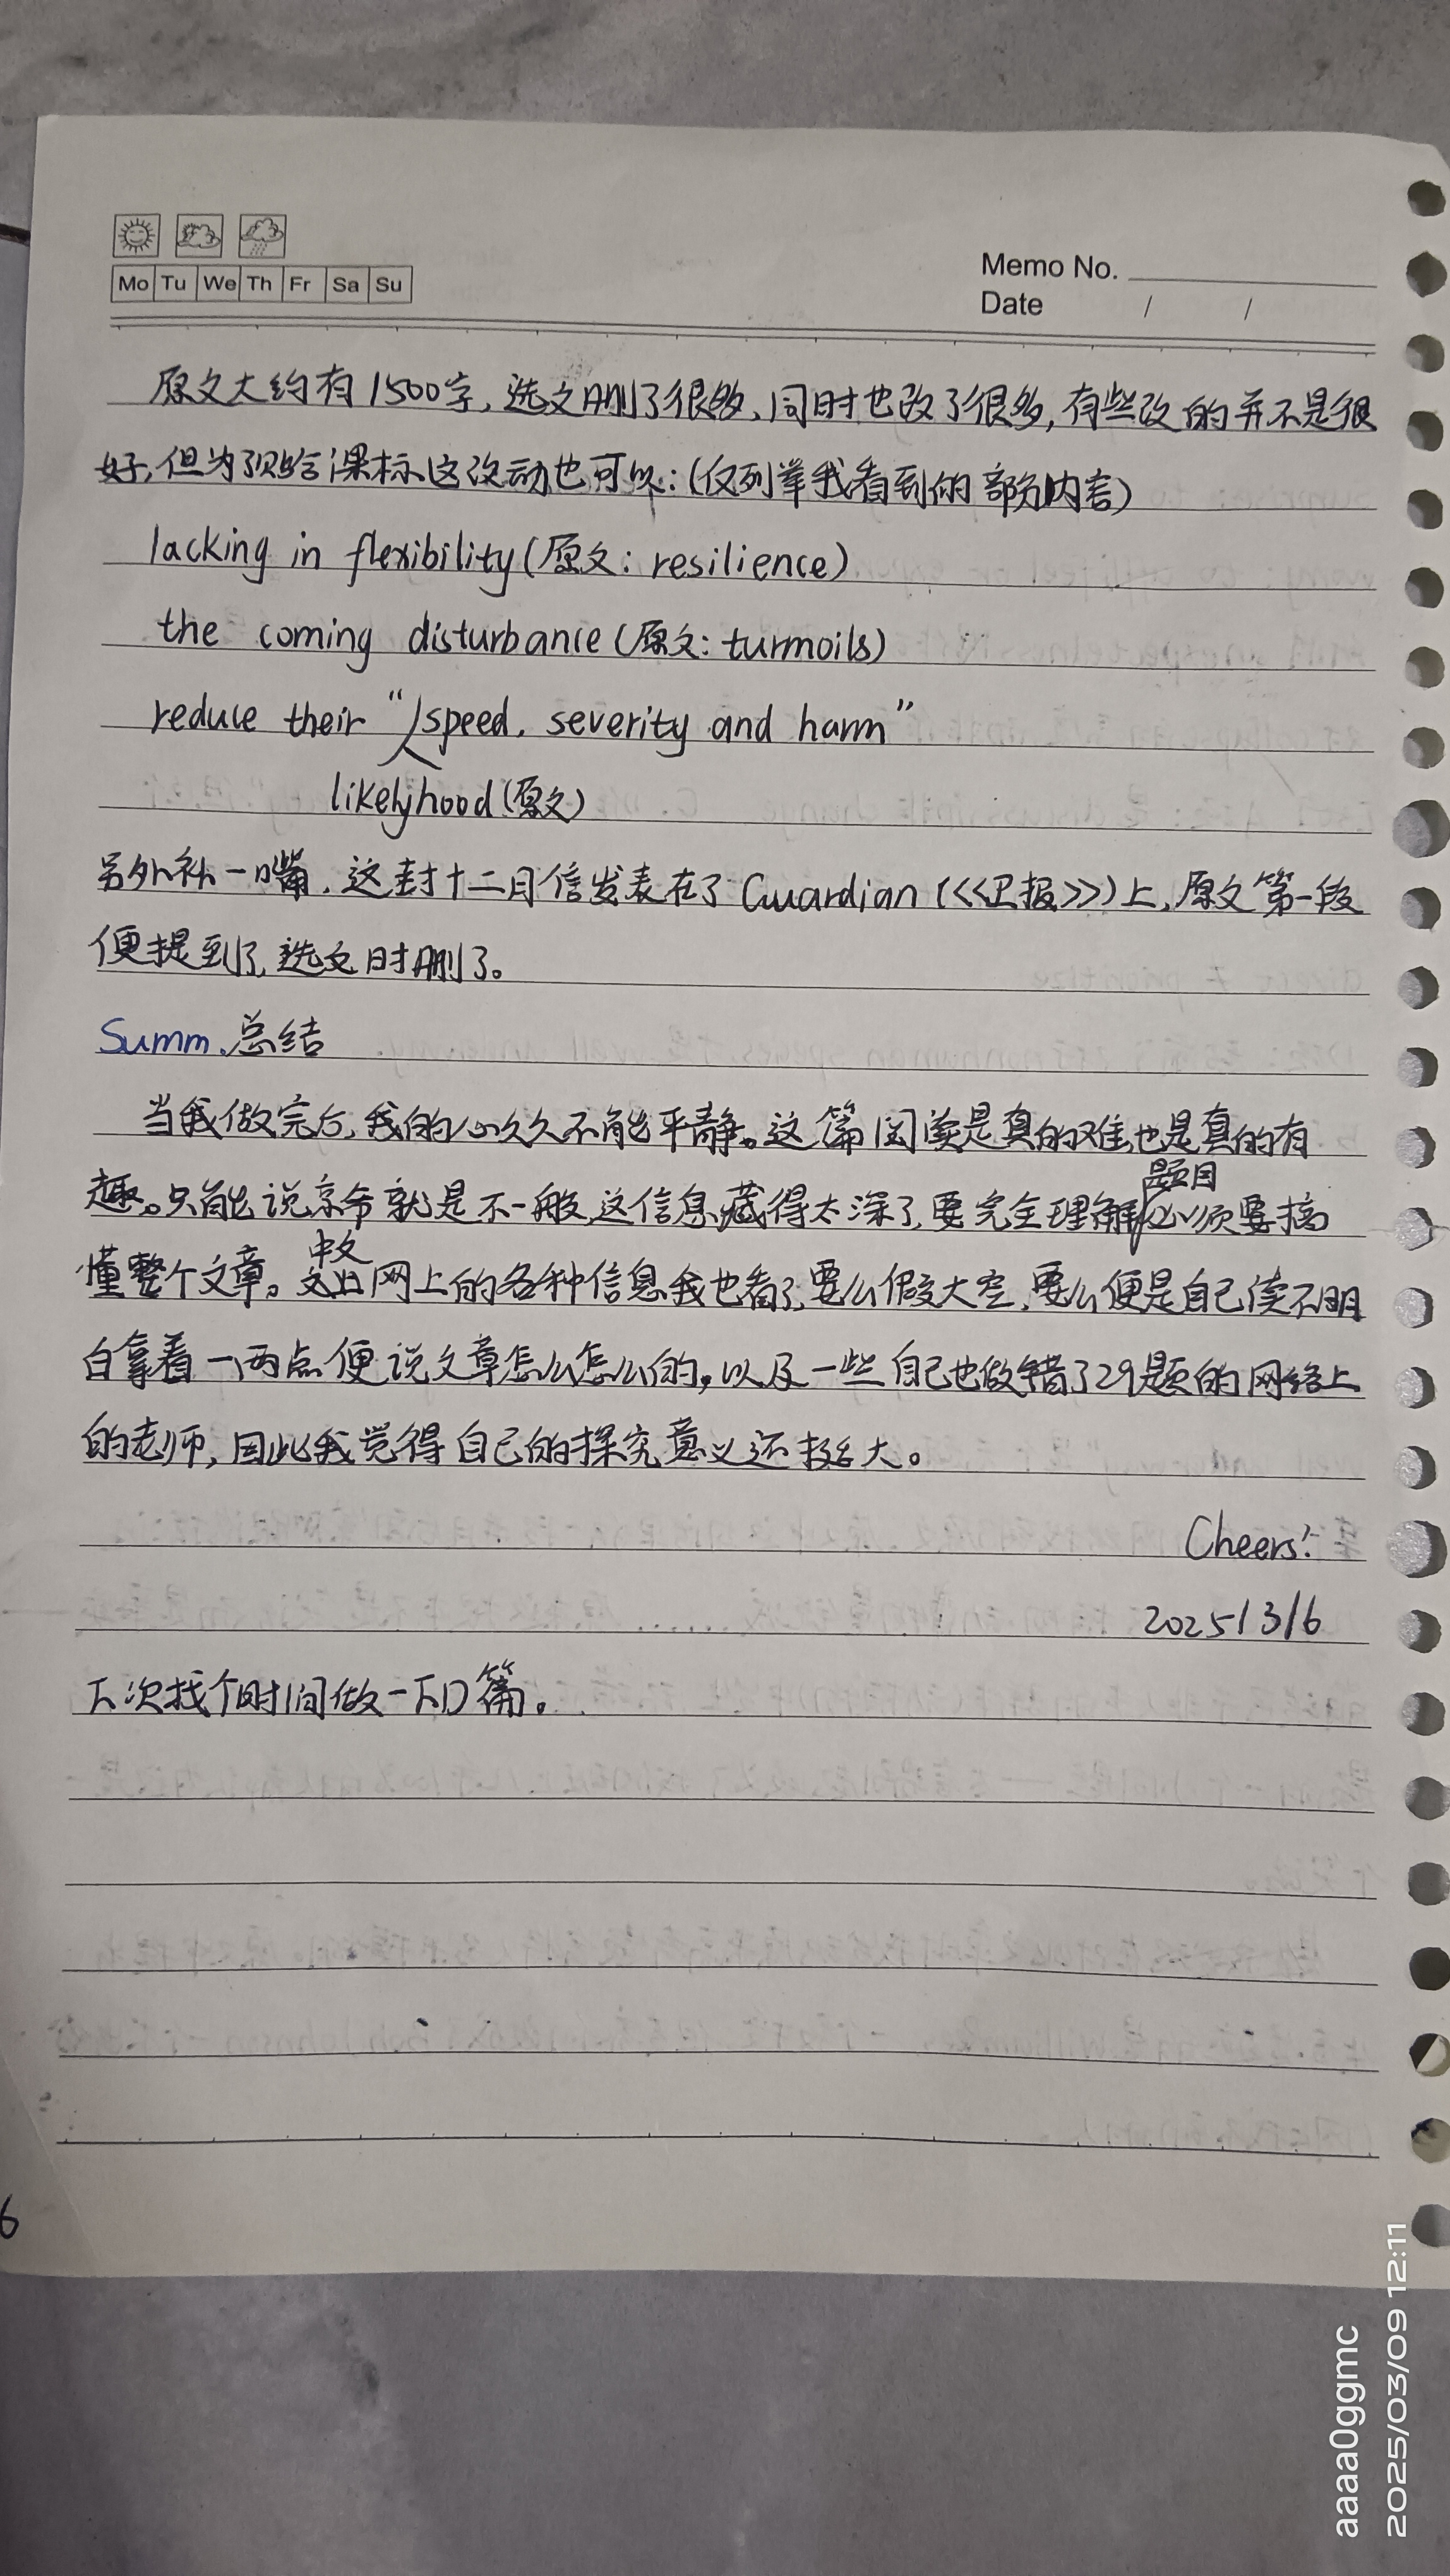 Mo Tu We Th Fr Sa Su
Memo No.
Date / /
原文大约有1500字,选文删了很多,同时也改了很多,有些改的并不是很
好,但为了贴合课标这改动也可以:(仅列举我看到的部分内容)
lacking in flexibility(原文: resilience)
the coming disturbance(原文: turmoils)
reduce their “speed, severity and harm”
likelyhood(原文)
另外补一嘴,这封十二月信发表在了Guardian(《卫报》)上,原文第一段
便提到了,选文时删了。
Summ.总结
当我做完后,我的心久久不能平静。这篇阅读是真的难,也是真的有
趣。只能说京命就是不一般,这信息藏得太深了,要完全理解题目必须要搞
懂整个文章。中文网上的各种信息我也看了,要么假大空,要么便是自己读不明
白拿着一两点便说文章怎么怎么的,以及一些自己也做错了29题的网络上
的老师,因此我觉得自己的探究意义还挺大。
Cheers!
2025/3/6
下次找个时间做一下D篇。
6
aaaa0ggmc
2025/03/09 12:11